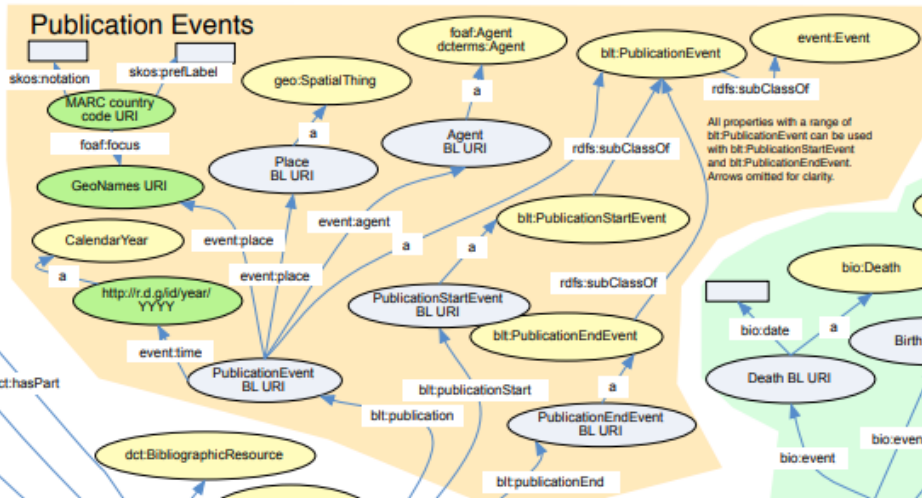 Publication Events
skos:notation
skos:prefLabel
MARC country
code URI
foaf:focus
GeoNames URI
geo:SpatialThing
a
Place
BL URI
foaf:Agent
dcterms:Agent
a
Agent
BL URI
blt:PublicationEvent
event:Event
rdfs:subClassOf
All properties with a range of
blt:PublicationEvent can be used
with blt:PublicationStartEvent
and blt:PublicationEndEvent.
Arrows omitted for clarity.
rdfs:subClassOf
CalendarYear
a
event:place
event:place
event:agent
a
blt:PublicationStartEvent
a
http://r.d.g/id/year/
YYYY
event:time
PublicationStartEvent
BL URI
rdfs:subClassOf
blt:PublicationEndEvent
a
PublicationEvent
BL URI
blt:publication
blt:publicationStart
PublicationEndEvent
BL URI
blt:publicationEnd
ct:hasPart
dct:BibliographicResource
bio:Death
bio:date
a
Birth
Death BL URI
bio:event
bio:even